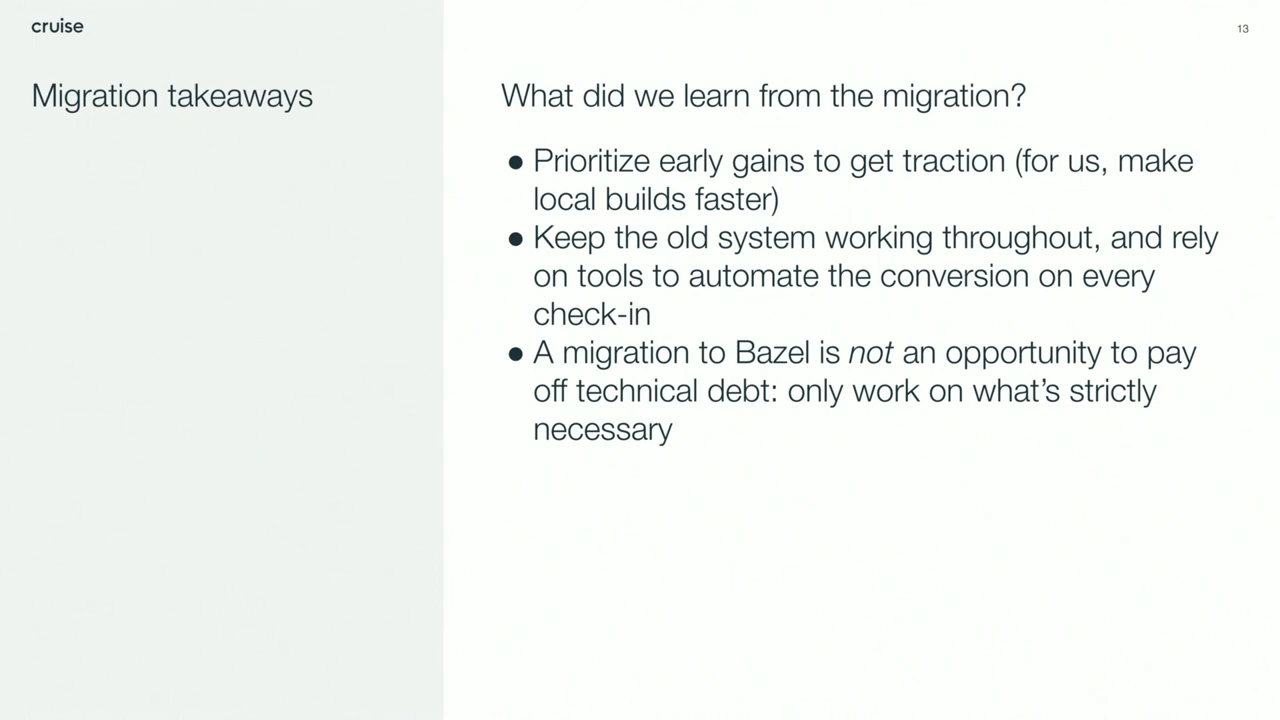 cruise
13
Migration takeaways
What did we learn from the migration?
● Prioritize early gains to get traction (for us, make
local builds faster)
● Keep the old system working throughout, and rely
on tools to automate the conversion on every
check-in
● A migration to Bazel is not an opportunity to pay
off technical debt: only work on what’s strictly
necessary